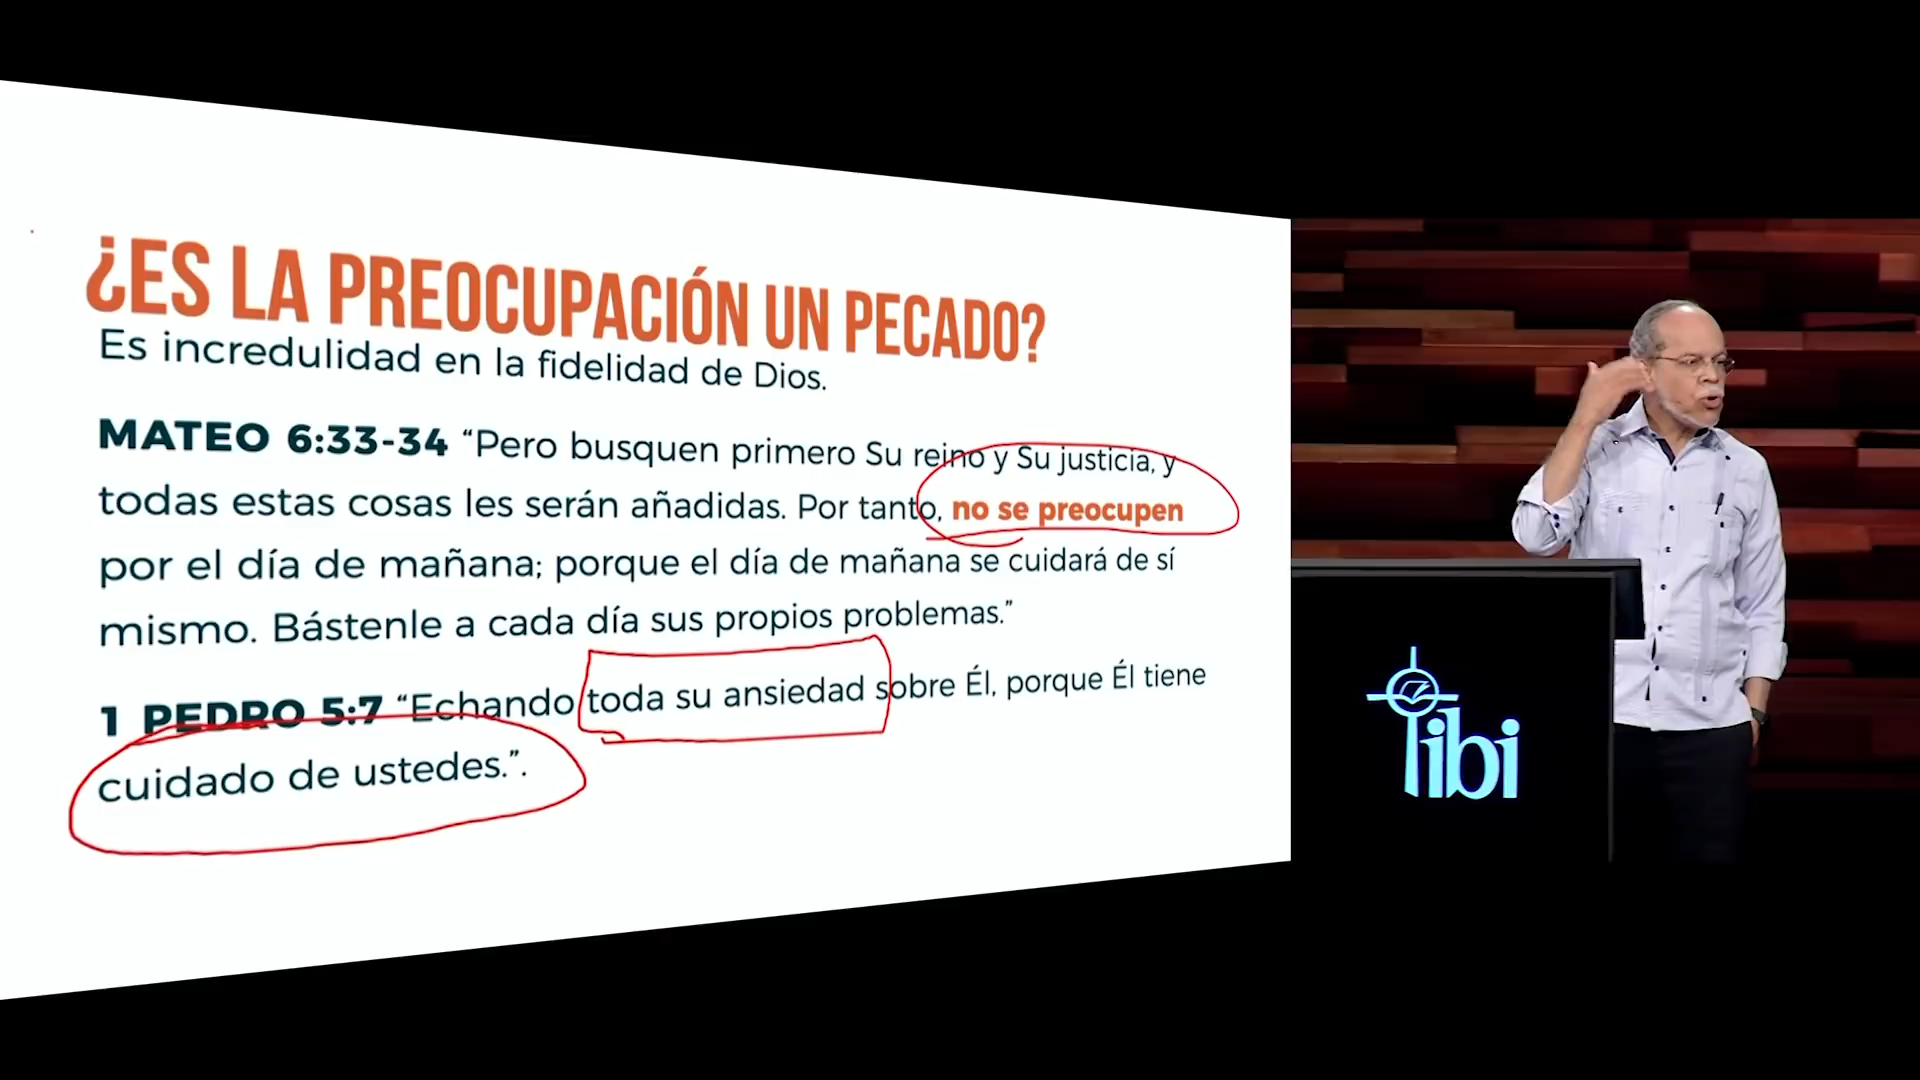 ¿ES LA PREOCUPACIÓN UN PECADO?
Es incredulidad en la fidelidad de Dios.
MATEO 6:33-34 “Pero busquen primero Su reino y Su justicia, y
todas estas cosas les serán añadidas. Por tanto, no se preocupen
por el día de mañana; porque el día de mañana se cuidará de sí
mismo. Bástenle a cada día sus propios problemas.”
1 PEDRO 5:7 “Echando toda su ansiedad sobre Él, porque Él tiene
cuidado de ustedes.”.
ibi